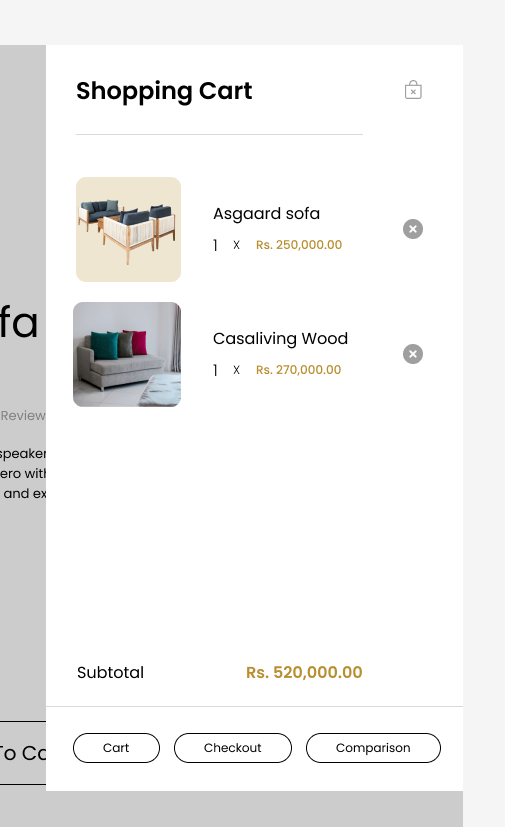 Shopping Cart
Asgaard sofa
1 X Rs. 250,000.00
Casaliving Wood
1 X Rs. 270,000.00
fa
Review
speaker
ero with
and ex
Subtotal Rs. 520,000.00
To Ca
Cart Checkout Comparison